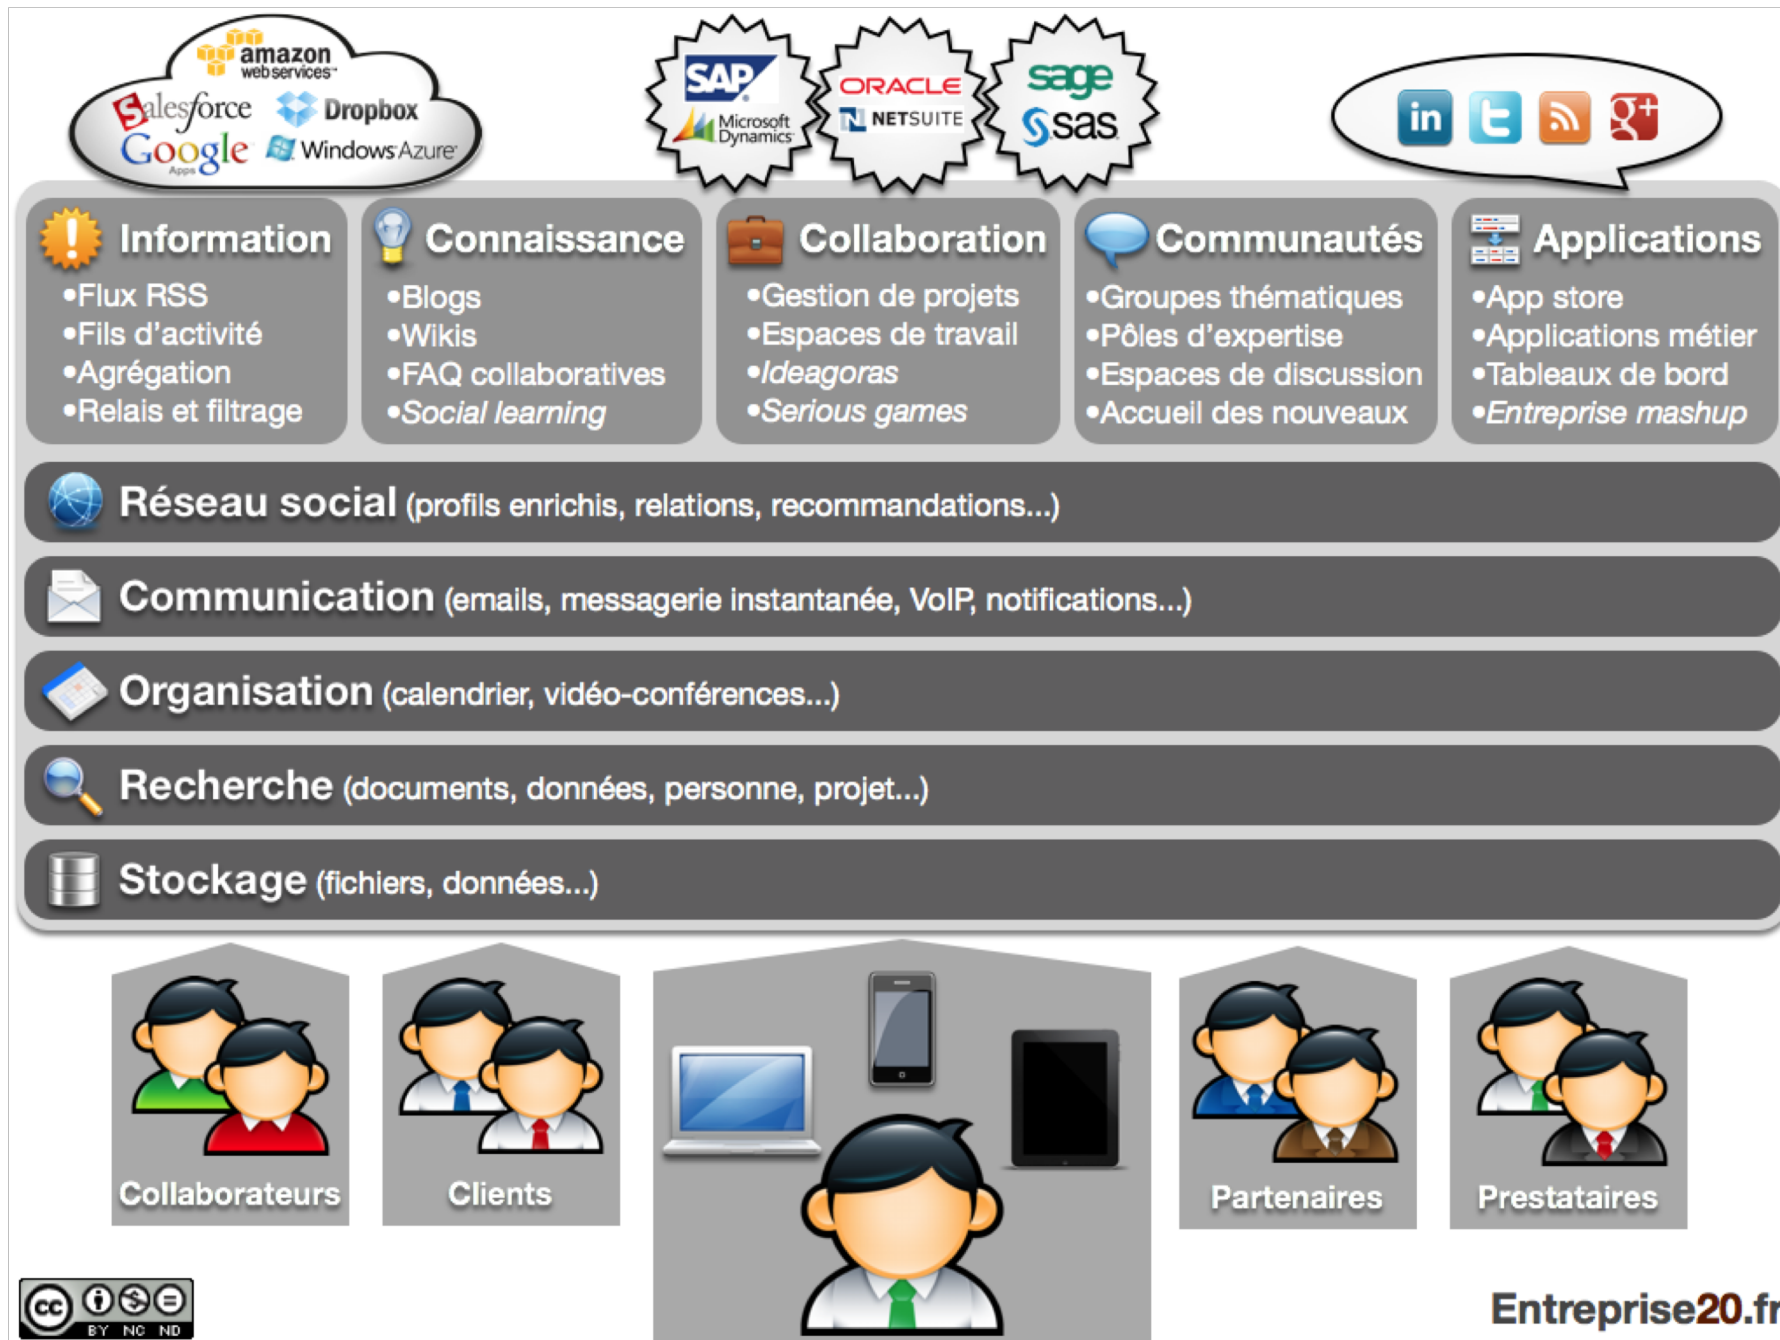 amazon
webservices™
Salesforce
Dropbox
Google
Apps
Windows Azure
SAP
Microsoft
Dynamics
ORACLE
N NETSUITE
sage
sas
in
t
g+
Information
•Flux RSS
•Fils d’activité
•Agrégation
•Relais et filtrage
Connaissance
•Blogs
•Wikis
•FAQ collaboratives
•Social learning
Collaboration
•Gestion de projets
•Espaces de travail
•Ideagoras
•Serious games
Communautés
•Groupes thématiques
•Pôles d’expertise
•Espaces de discussion
•Accueil des nouveaux
Applications
•App store
•Applications métier
•Tableaux de bord
•Entreprise mashup
Réseau social (profils enrichis, relations, recommandations...)
Communication (emails, messagerie instantanée, VoIP, notifications...)
Organisation (calendrier, vidéo-conférences...)
Recherche (documents, données, personne, projet...)
Stockage (fichiers, données...)
Collaborateurs
Clients
Partenaires
Prestataires
cc
BY NC ND
Entreprise20.fr